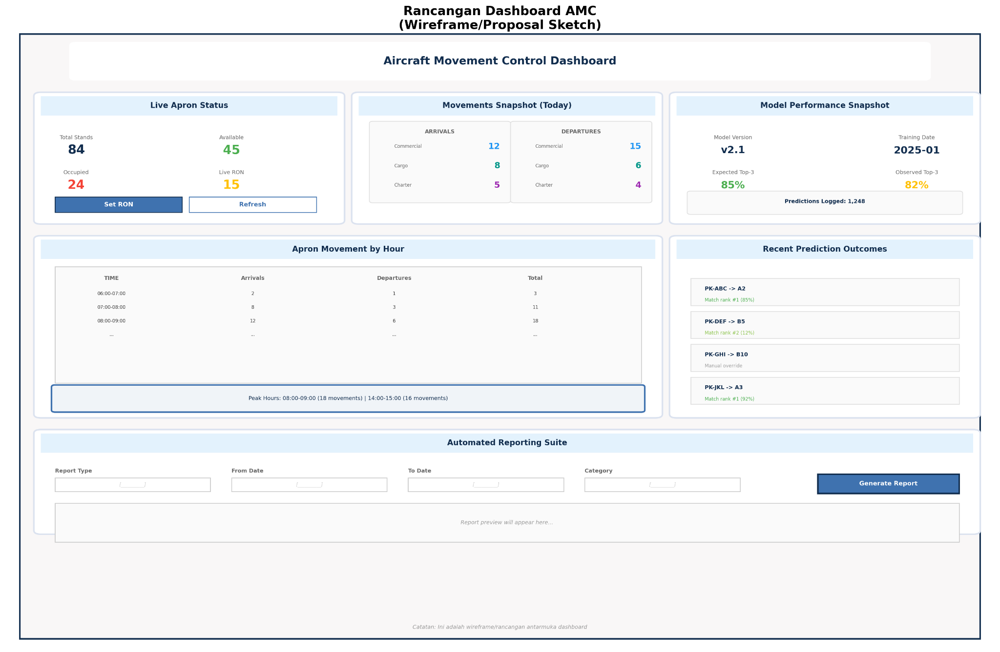 Rancangan Dashboard AMC
(Wireframe/Proposal Sketch)
Aircraft Movement Control Dashboard
Live Apron Status
Total Stands
84
Available
45
Occupied
24
Live RON
15
Set RON
Refresh
Movements Snapshot (Today)
ARRIVALS
Commercial 12
Cargo 8
Charter 5
DEPARTURES
Commercial 15
Cargo 6
Charter 4
Model Performance Snapshot
Model Version
v2.1
Training Date
2025-01
Expected Top-3
85%
Observed Top-3
82%
Predictions Logged: 1,248
Apron Movement by Hour
TIME Arrivals Departures Total
06:00-07:00 2 1 3
07:00-08:00 8 3 11
08:00-09:00 12 6 18
... ... ... ...
Peak Hours: 08:00-09:00 (18 movements) | 14:00-15:00 (16 movements)
Recent Prediction Outcomes
PK-ABC -> A2
Match rank #1 (85%)
PK-DEF -> B5
Match rank #2 (12%)
PK-GHI -> B10
Manual override
PK-JKL -> A3
Match rank #1 (92%)
Automated Reporting Suite
Report Type
[________]
From Date
[________]
To Date
[________]
Category
[________]
Generate Report
Report preview will appear here...
Catatan: Ini adalah wireframe/rancangan antarmuka dashboard